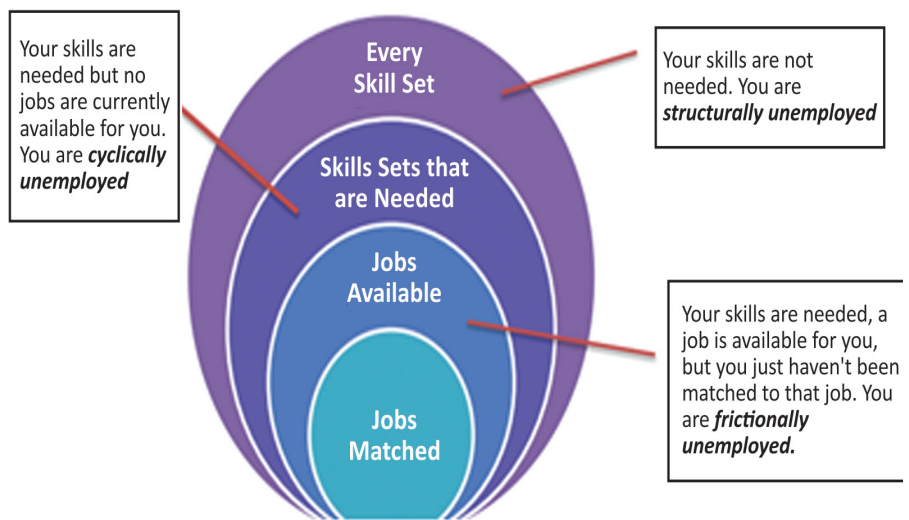 Your skills are
needed but no
jobs are currently
available for you.
You are cyclically
unemployed
Every
Skill Set
Your skills are not
needed. You are
structurally unemployed
Skills Sets that
are Needed
Jobs
Available
Your skills are needed, a
job is available for you,
but you just haven't been
matched to that job. You
are frictionally
unemployed.
Jobs
Matched